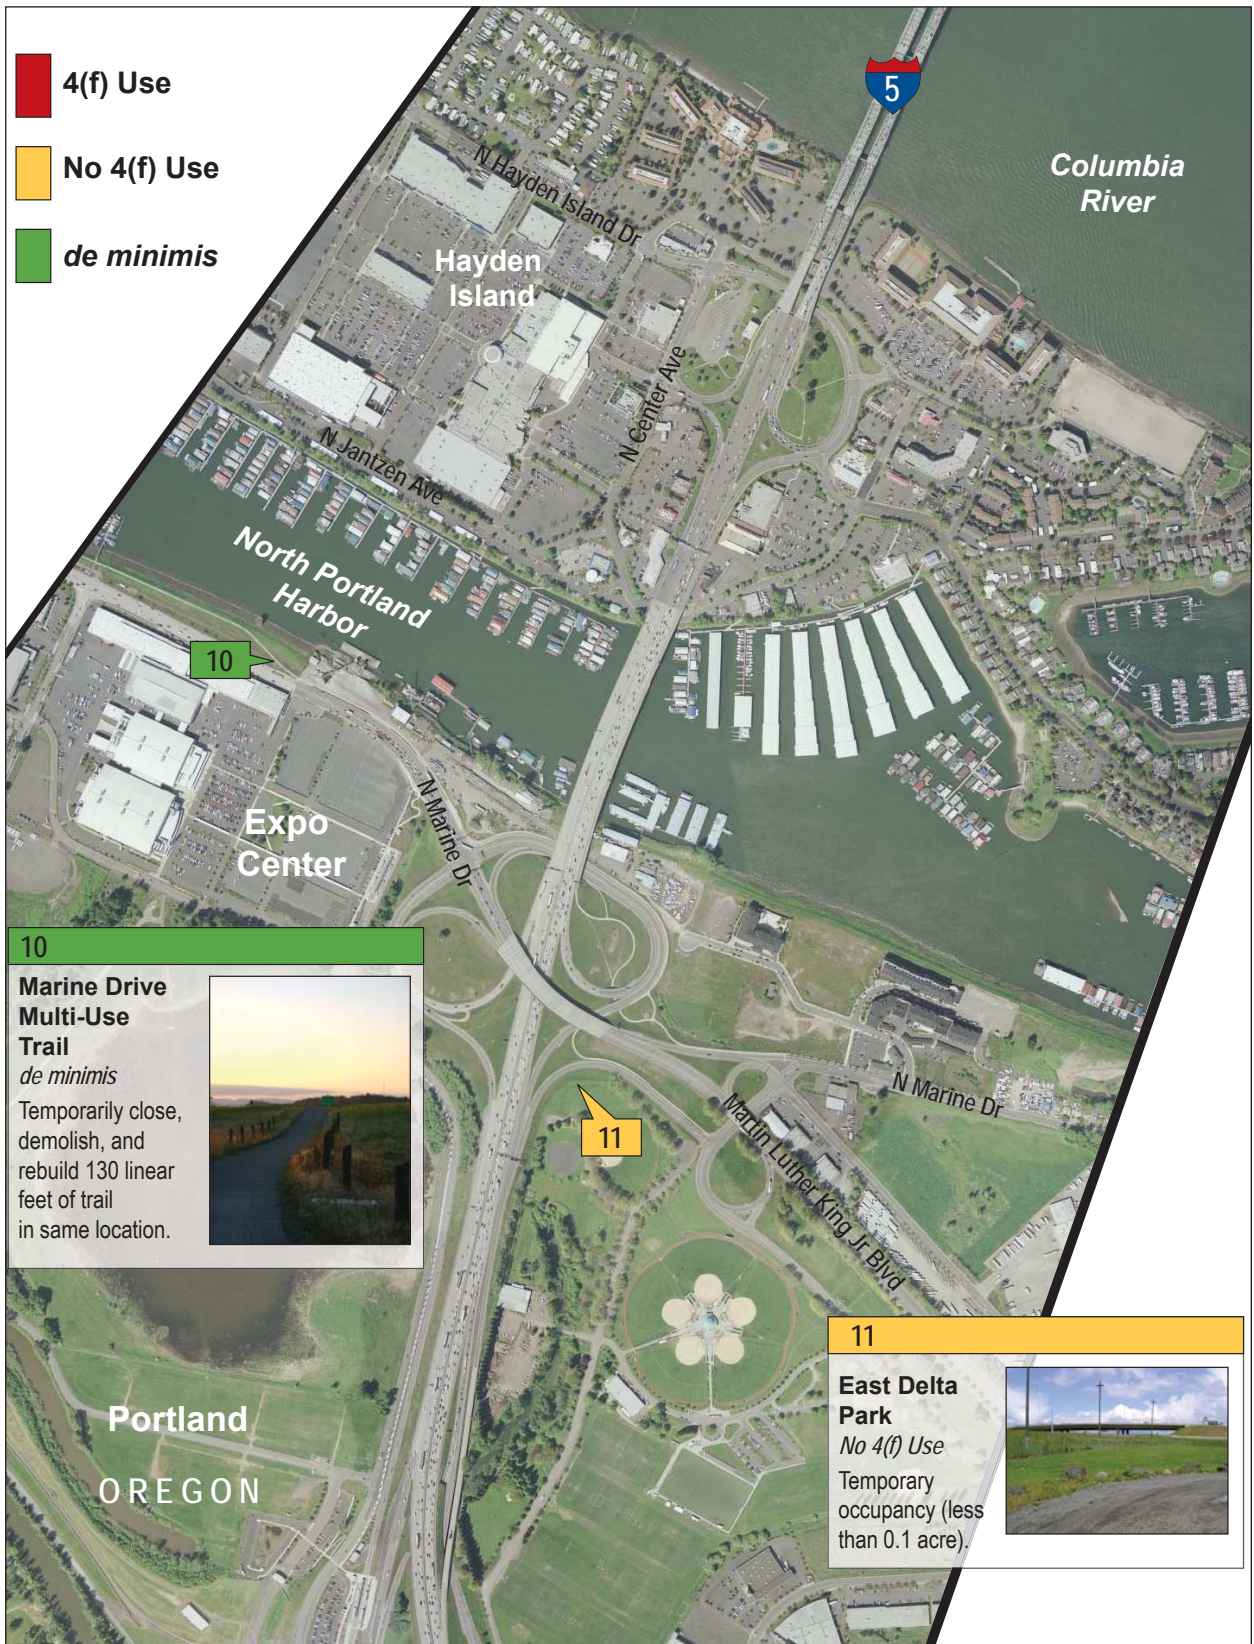 4(f) Use
No 4(f) Use
de minimis
5
Columbia
River
N Hayden Island Dr
Hayden
Island
N Center Ave
N Jantzen Ave
North Portland
Harbor
10
Expo
Center
N Marine Dr
10
Marine Drive
Multi-Use
Trail
de minimis
Temporarily close,
demolish, and
rebuild 130 linear
feet of trail
in same location.
N Marine Dr
11
Martin Luther King Jr Blvd
11
East Delta
Park
No 4(f) Use
Temporary
occupancy (less
than 0.1 acre).
Portland
OREGON